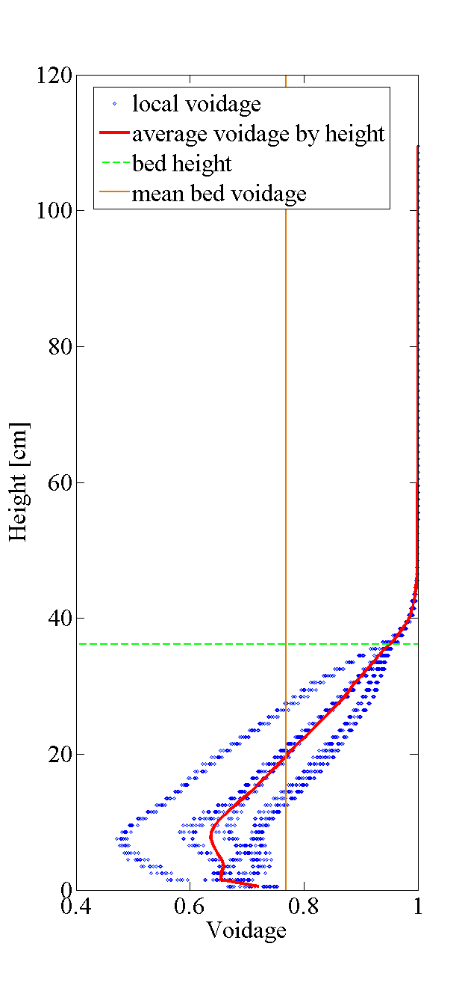 120
local voidage
average voidage by height
bed height
mean bed voidage
100
80
Height [cm]
60
40
20
0
0.4 0.6 0.8 1
Voidage